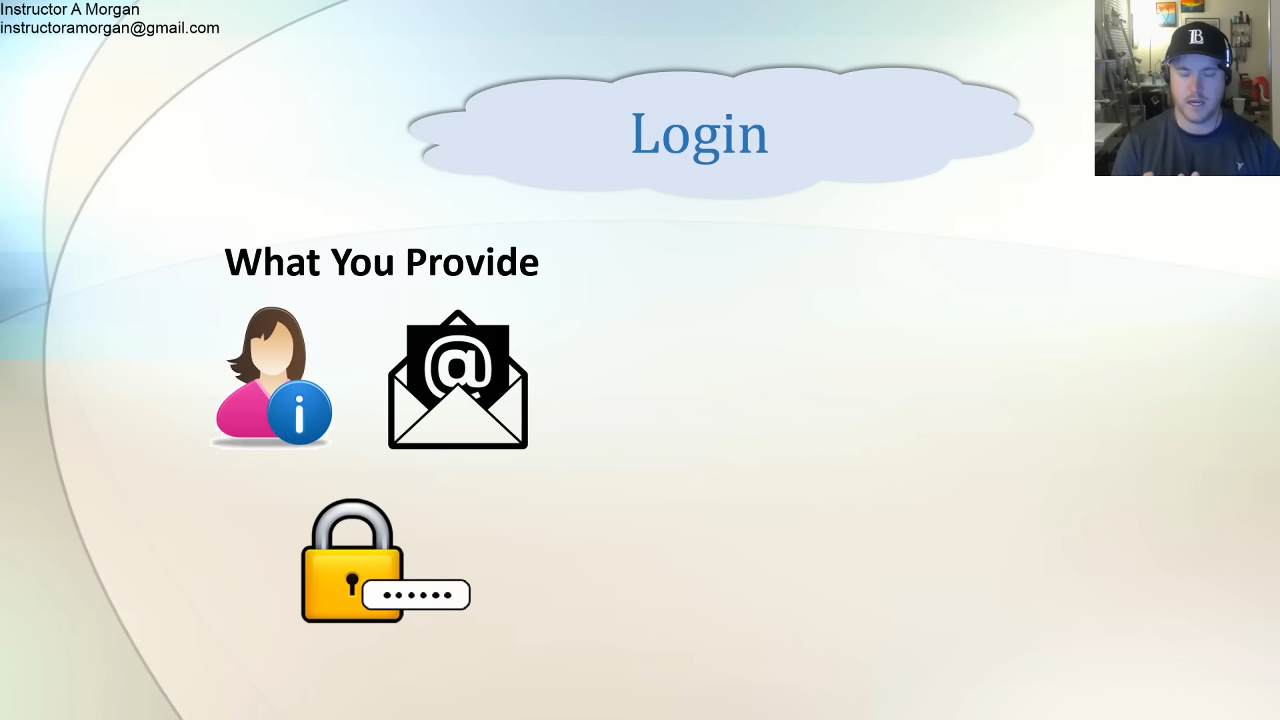 Instructor A Morgan
instructoramorgan@gmail.com
B
Login
What You Provide
@
i